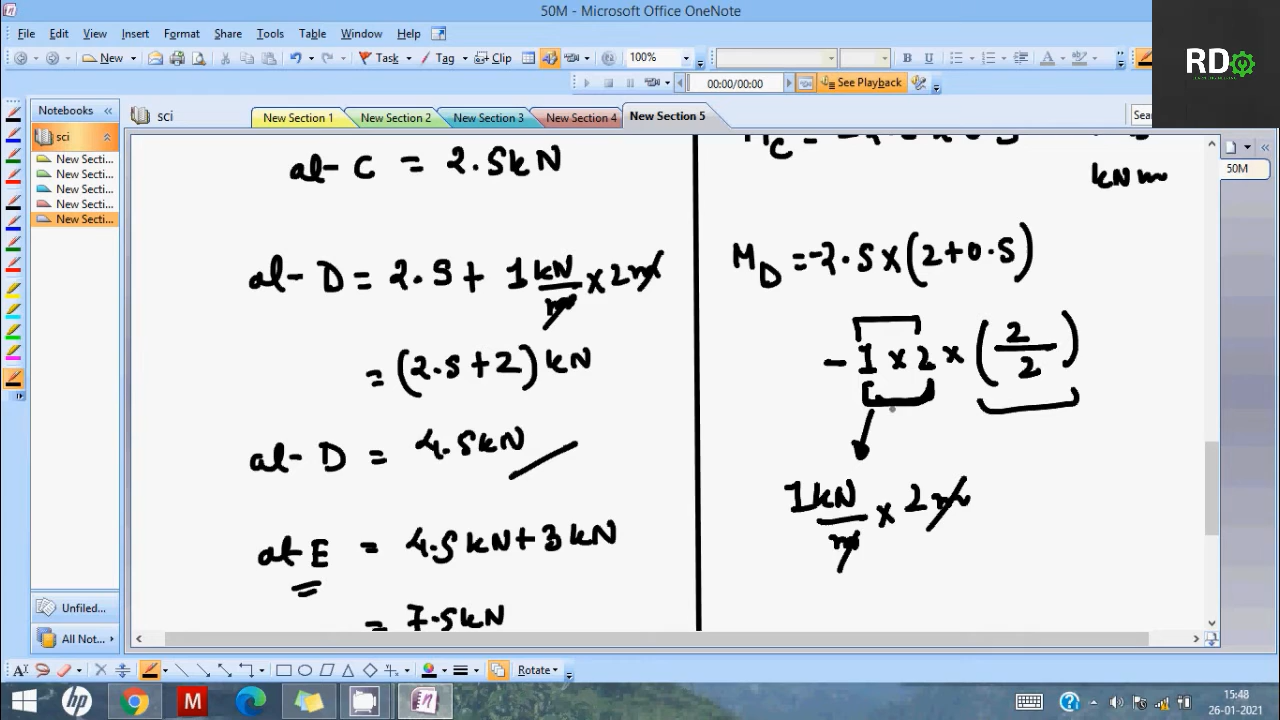 50M - Microsoft Office OneNote
File Edit View Insert Format Share Tools Table Window Help
New Task Tag Clip 100% B U
00:00/00:00 See Playback
RD
Notebooks sci New Section 1 New Section 2 New Section 3 New Section 4 New Section 5 Sea
sci
New Secti...
New Secti...
New Secti...
New Secti...
New Secti...
Unfiled...
All Not...
50M
at C = 2.5kN
at D = 2.5 + 1 kN/m × 2m
= (2.5+2) kN
at D = 4.5kN
at E = 4.5kN+3kN
= 7.5kN
kNm
M_D = -2.5×(2+0.5)
- 1 × 2 × (2/2)
1kN/m × 2m
Rotate
15:48
26-01-2021